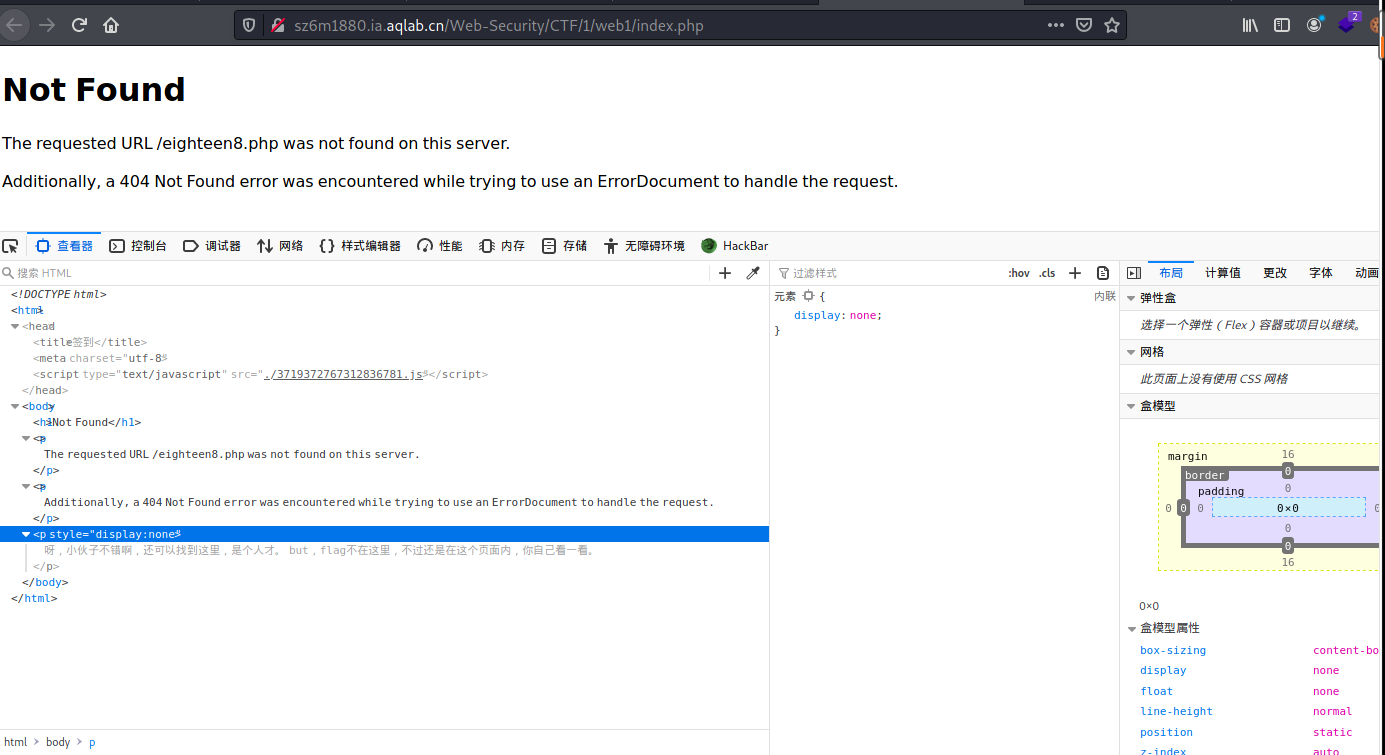 sz6m1880.ia.aqlab.cn/Web-Security/CTF/1/web1/index.php
2
Not Found
The requested URL /eighteen8.php was not found on this server.
Additionally, a 404 Not Found error was encountered while trying to use an ErrorDocument to handle the request.
查看器 控制台 调试器 网络 样式编辑器 性能 内存 存储 无障碍环境 HackBar
搜索 HTML
过滤样式
:hov .cls
布局 计算值 更改 字体 动画
<!DOCTYPE html>
<html>
<head>
<title>签到</title>
<meta charset="utf-8">
<script type="text/javascript" src="./3719372767312836781.js"></script>
</head>
<body>
<h1>Not Found</h1>
<p>
The requested URL /eighteen8.php was not found on this server.
</p>
<p>
Additionally, a 404 Not Found error was encountered while trying to use an ErrorDocument to handle the request.
</p>
<p style="display:none">
呀，小伙子不错啊，还可以找到这里，是个人才。 but，flag不在这里，不过还是在这个页面内，你自己看一看。
</p>
</body>
</html>
html > body > p
元素 { 内联
display: none;
}
弹性盒
选择一个弹性（Flex）容器或项目以继续。
网格
此页面上没有使用 CSS 网格
盒模型
margin 16
border 0
padding 0
0 0 0 0×0 0
0
0
16
0×0
盒模型属性
box-sizing content-bo
display none
float none
line-height normal
position static
z-index auto